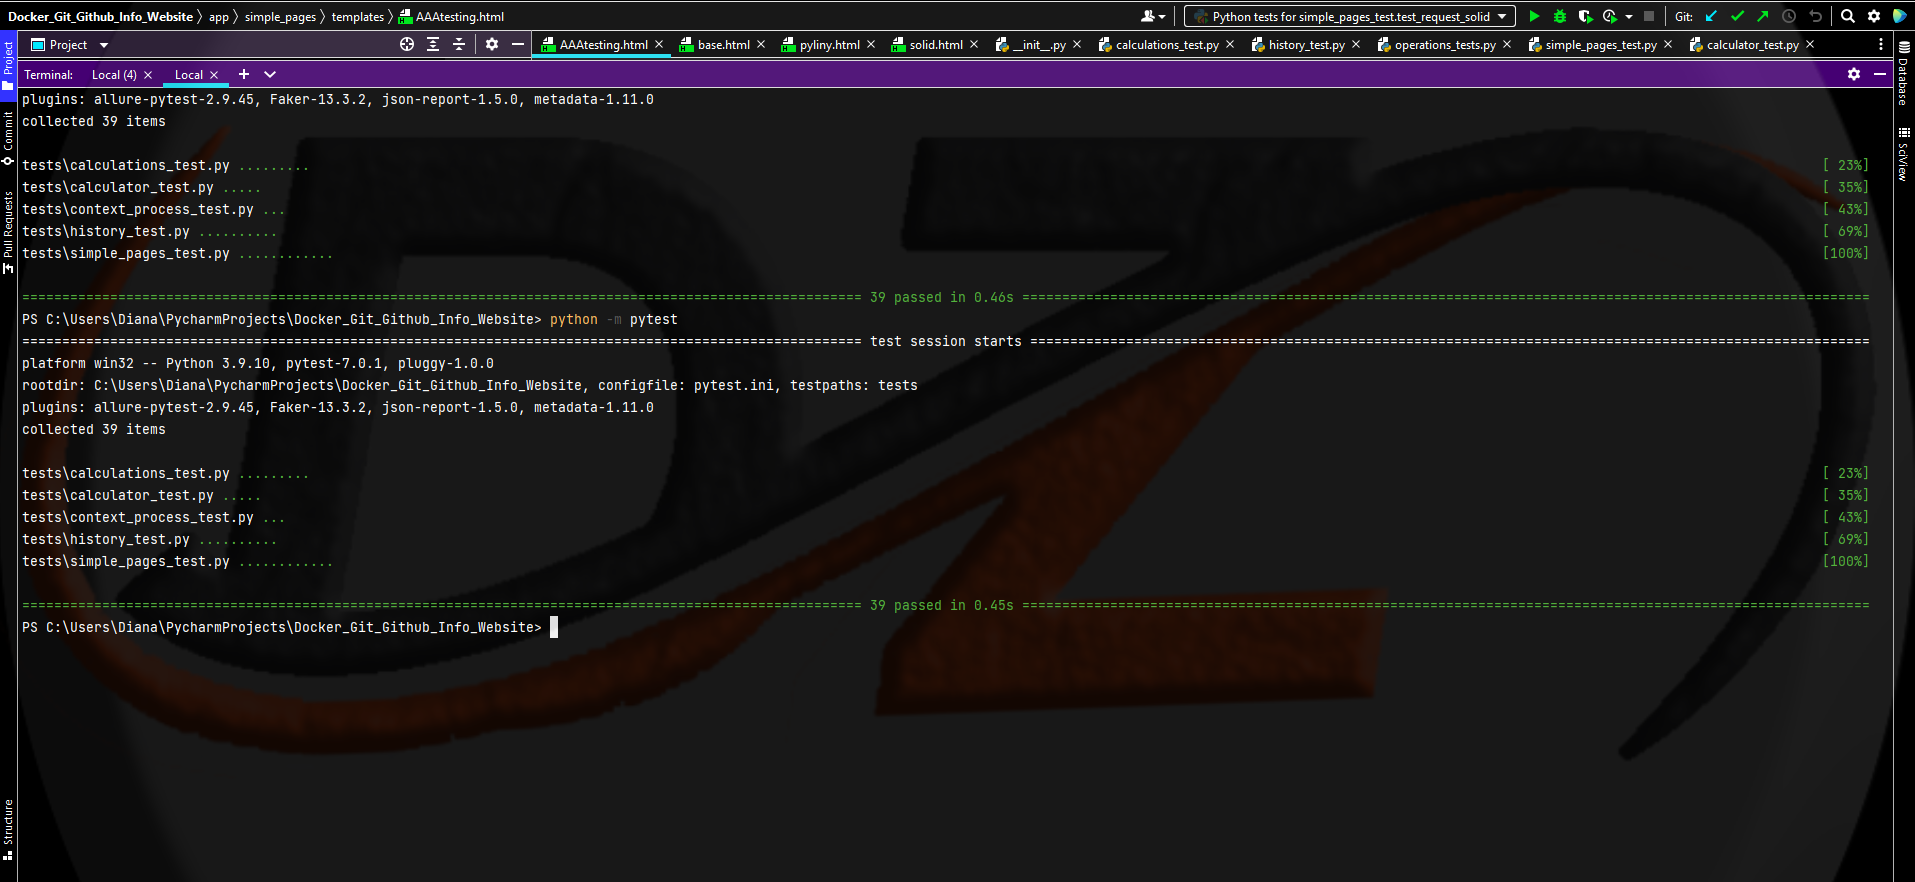 Docker_Git_Github_Info_Website 〉 app 〉 simple_pages 〉 templates 〉 AAAtesting.html
Python tests for simple_pages_test.test_request_solid
Git:
Project
AAAtesting.html
base.html
pyliny.html
solid.html
__init__.py
calculations_test.py
history_test.py
operations_tests.py
simple_pages_test.py
calculator_test.py
Terminal: Local (4) Local
Project
Commit
Pull Requests
Structure
Database
SciView
plugins: allure-pytest-2.9.45, Faker-13.3.2, json-report-1.5.0, metadata-1.11.0
collected 39 items
tests\calculations_test.py ......... [ 23%]
tests\calculator_test.py ..... [ 35%]
tests\context_process_test.py ... [ 43%]
tests\history_test.py .......... [ 69%]
tests\simple_pages_test.py ............ [100%]
========================================================================================================= 39 passed in 0.46s ==========================================================================================================
PS C:\Users\Diana\PycharmProjects\Docker_Git_Github_Info_Website> python -m pytest
========================================================================================================= test session starts =========================================================================================================
platform win32 -- Python 3.9.10, pytest-7.0.1, pluggy-1.0.0
rootdir: C:\Users\Diana\PycharmProjects\Docker_Git_Github_Info_Website, configfile: pytest.ini, testpaths: tests
plugins: allure-pytest-2.9.45, Faker-13.3.2, json-report-1.5.0, metadata-1.11.0
collected 39 items
tests\calculations_test.py ......... [ 23%]
tests\calculator_test.py ..... [ 35%]
tests\context_process_test.py ... [ 43%]
tests\history_test.py .......... [ 69%]
tests\simple_pages_test.py ............ [100%]
========================================================================================================= 39 passed in 0.45s ==========================================================================================================
PS C:\Users\Diana\PycharmProjects\Docker_Git_Github_Info_Website>